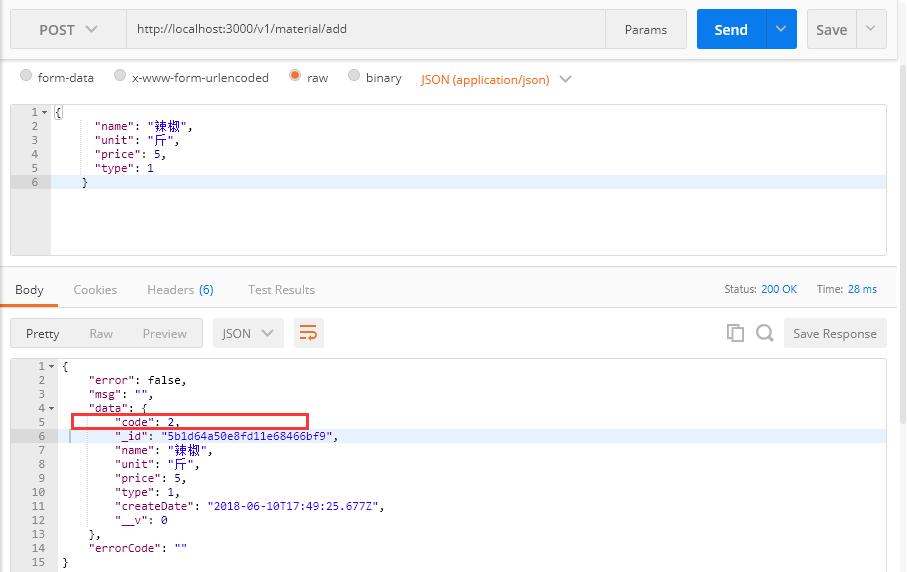 POST http://localhost:3000/v1/material/add Params Send Save
form-data x-www-form-urlencoded raw binary JSON (application/json)
1 {
2 "name": "辣椒",
3 "unit": "斤",
4 "price": 5,
5 "type": 1
6 }
Body Cookies Headers (6) Test Results Status: 200 OK Time: 28 ms
Pretty Raw Preview JSON Save Response
1 {
2 "error": false,
3 "msg": "",
4 "data": {
5 "code": 2,
6 "_id": "5b1d64a50e8fd11e68466bf9",
7 "name": "辣椒",
8 "unit": "斤",
9 "price": 5,
10 "type": 1,
11 "createDate": "2018-06-10T17:49:25.677Z",
12 "__v": 0
13 },
14 "errorCode": ""
15 }